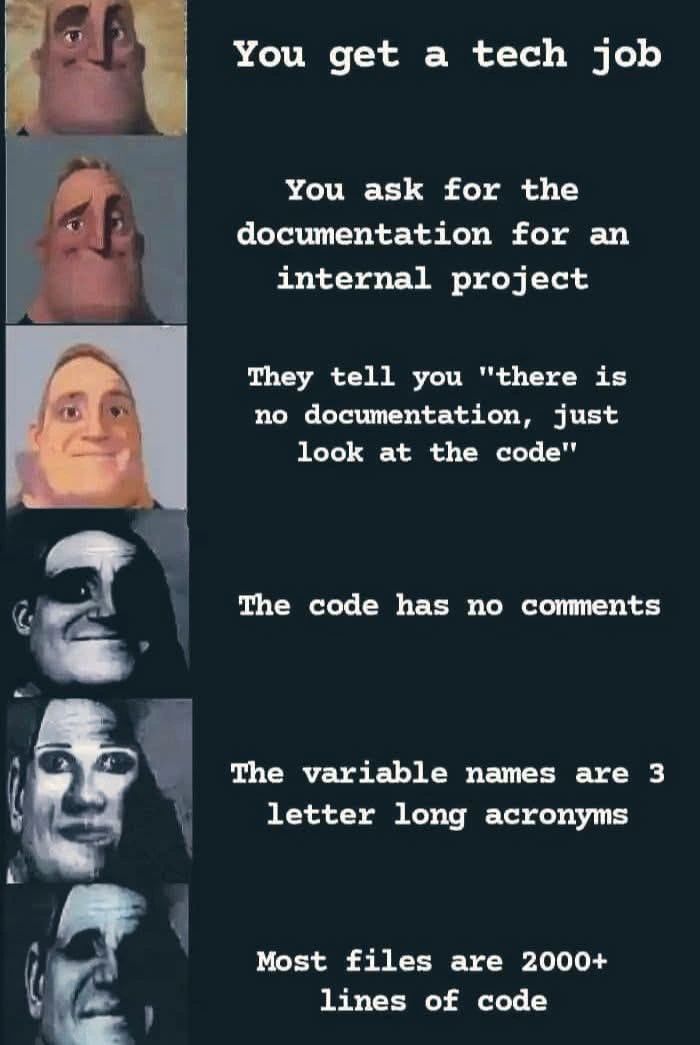 You get a tech job
You ask for the
documentation for an
internal project
They tell you "there is
no documentation, just
look at the code"
The code has no comments
The variable names are 3
letter long acronyms
Most files are 2000+
lines of code